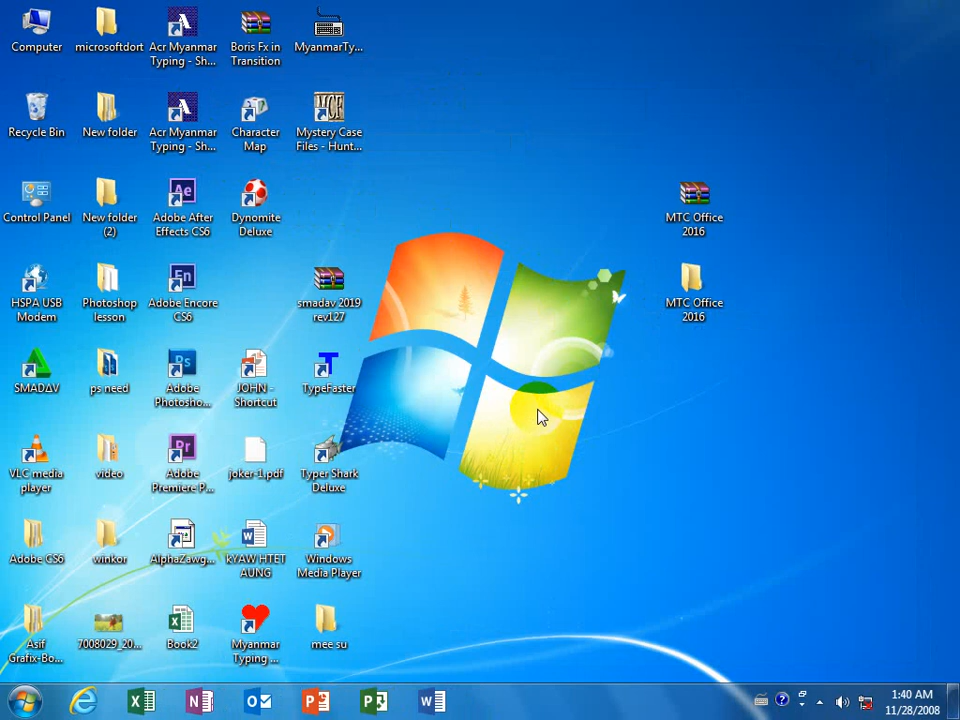 Computer
microsoftdort
Acr Myanmar
Typing - Sh...
Boris Fx in
Transition
MyanmarTy...
Recycle Bin
New folder
Acr Myanmar
Typing - Sh...
Character
Map
Mystery Case
Files - Hunt...
Control Panel
New folder
(2)
Adobe After
Effects CS6
Dynomite
Deluxe
MTC Office
2016
HSPA USB
Modem
Photoshop
lesson
Adobe Encore
CS6
smadav 2019
rev127
MTC Office
2016
SMADΔV
ps need
Adobe
Photosho...
JOHN -
Shortcut
TypeFaster
VLC media
player
video
Adobe
Premiere P...
joker-1.pdf
Typer Shark
Deluxe
Adobe CS6
winkor
AlphaZawg...
kYAW HTET
AUNG
Windows
Media Player
Asif
Grafix-Bo...
7008029_20...
Book2
Myanmar
Typing ...
mee su
1:40 AM
11/28/2008